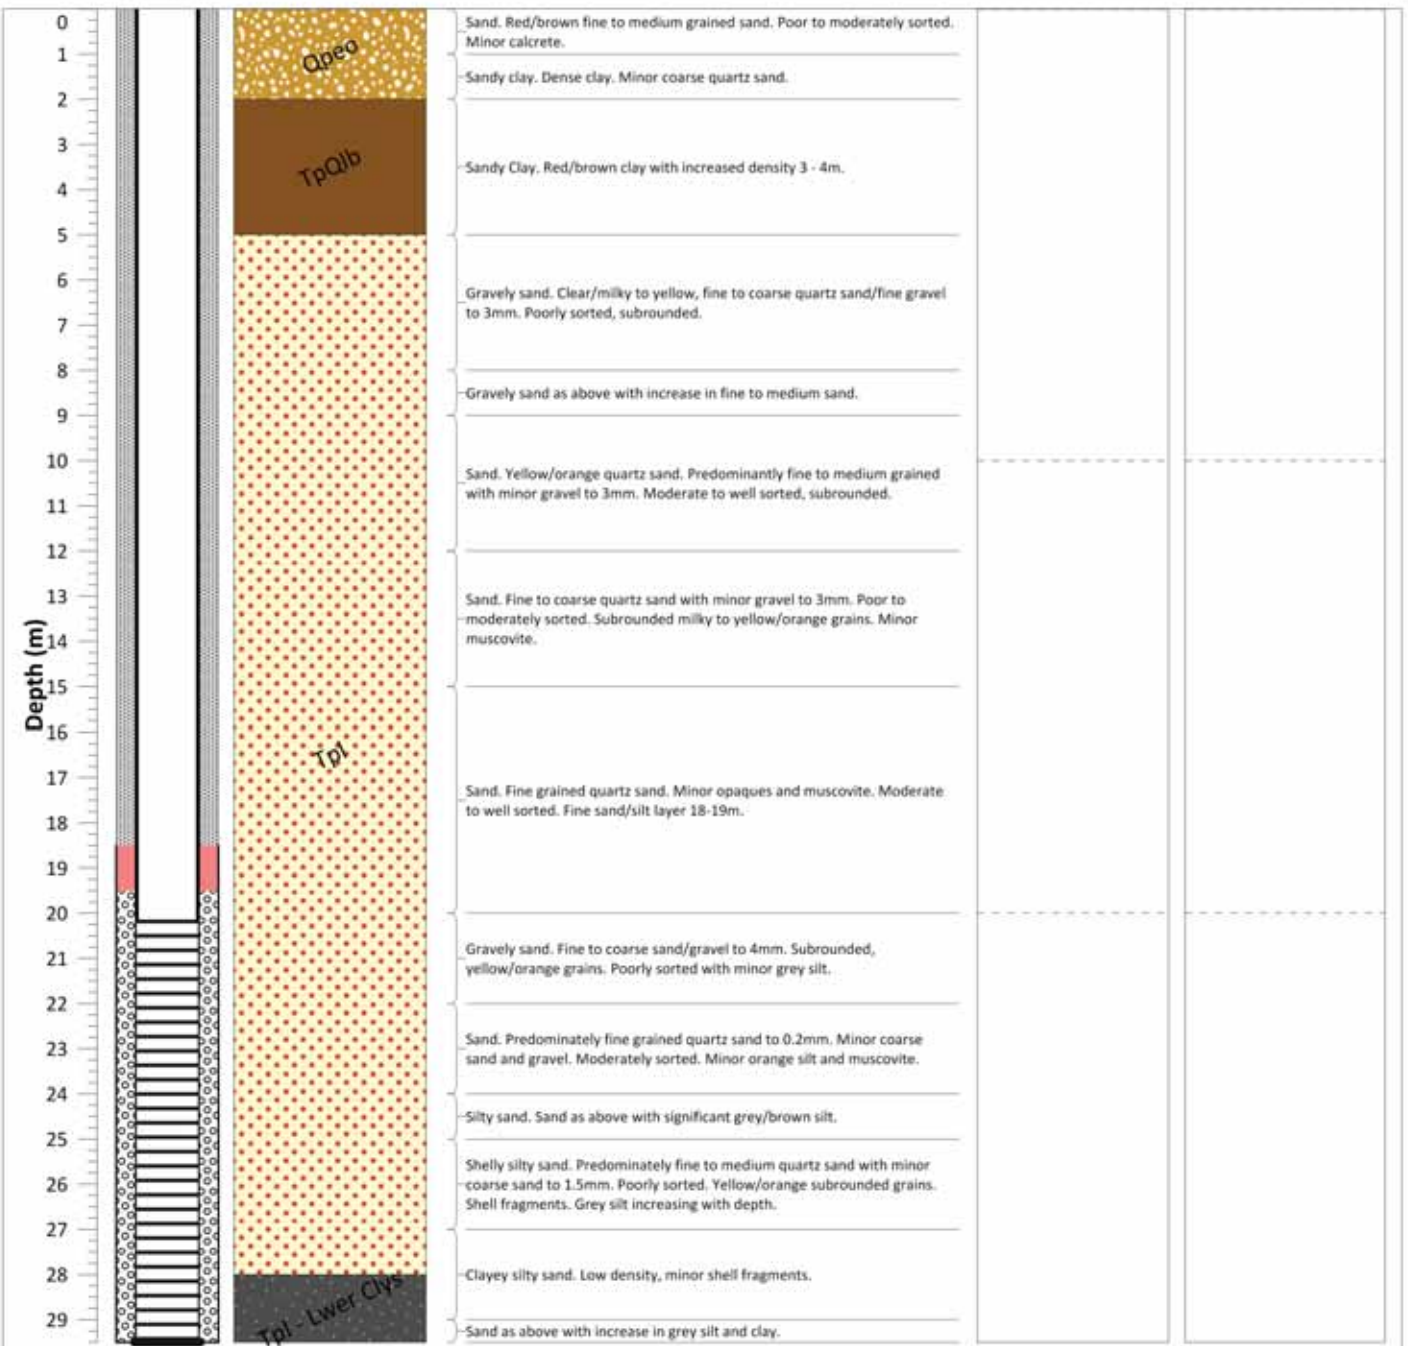 Depth (m)
0
1
2
3
4
5
6
7
8
9
10
11
12
13
14
15
16
17
18
19
20
21
22
23
24
25
26
27
28
29
Qpeo
TpQlb
Tpl
Tpl - Lwer Clys
Sand. Red/brown fine to medium grained sand. Poor to moderately sorted.
Minor calcrete.
Sandy clay. Dense clay. Minor coarse quartz sand.
Sandy Clay. Red/brown clay with increased density 3 - 4m.
Gravely sand. Clear/milky to yellow, fine to coarse quartz sand/fine gravel
to 3mm. Poorly sorted, subrounded.
Gravely sand as above with increase in fine to medium sand.
Sand. Yellow/orange quartz sand. Predominantly fine to medium grained
with minor gravel to 3mm. Moderate to well sorted, subrounded.
Sand. Fine to coarse quartz sand with minor gravel to 3mm. Poor to
moderately sorted. Subrounded milky to yellow/orange grains. Minor
muscovite.
Sand. Fine grained quartz sand. Minor opaques and muscovite. Moderate
to well sorted. Fine sand/silt layer 18-19m.
Gravely sand. Fine to coarse sand/gravel to 4mm. Subrounded,
yellow/orange grains. Poorly sorted with minor grey silt.
Sand. Predominately fine grained quartz sand to 0.2mm. Minor coarse
sand and gravel. Moderately sorted. Minor orange silt and muscovite.
Silty sand. Sand as above with significant grey/brown silt.
Shelly silty sand. Predominately fine to medium quartz sand with minor
coarse sand to 1.5mm. Poorly sorted. Yellow/orange subrounded grains.
Shell fragments. Grey silt increasing with depth.
Clayey silty sand. Low density, minor shell fragments.
Sand as above with increase in grey silt and clay.